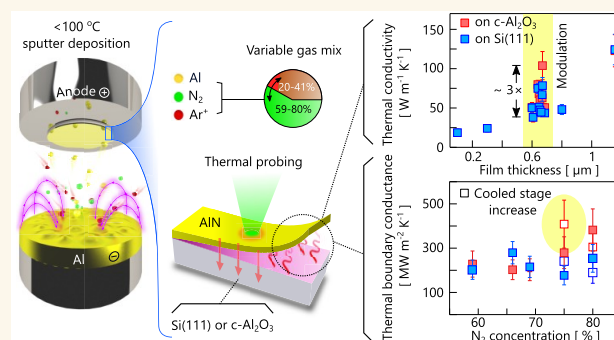 <100 °C
sputter deposition
Anode +
Al
−
Variable gas mix
Al
N₂
Ar⁺
20-41%
59-80%
Thermal probing
AlN
Si(111) or c-Al₂O₃
Thermal conductivity
[ W m⁻¹ K⁻¹ ]
150
100
50
0
on c-Al₂O₃
on Si(111)
~ 3×
Modulation
0.2
0.6
1
Film thickness [ µm ]
Thermal boundary conductance
[ MW m⁻² K⁻¹ ]
500
300
100
Cooled stage
increase
60
70
80
N₂ concentration [ % ]